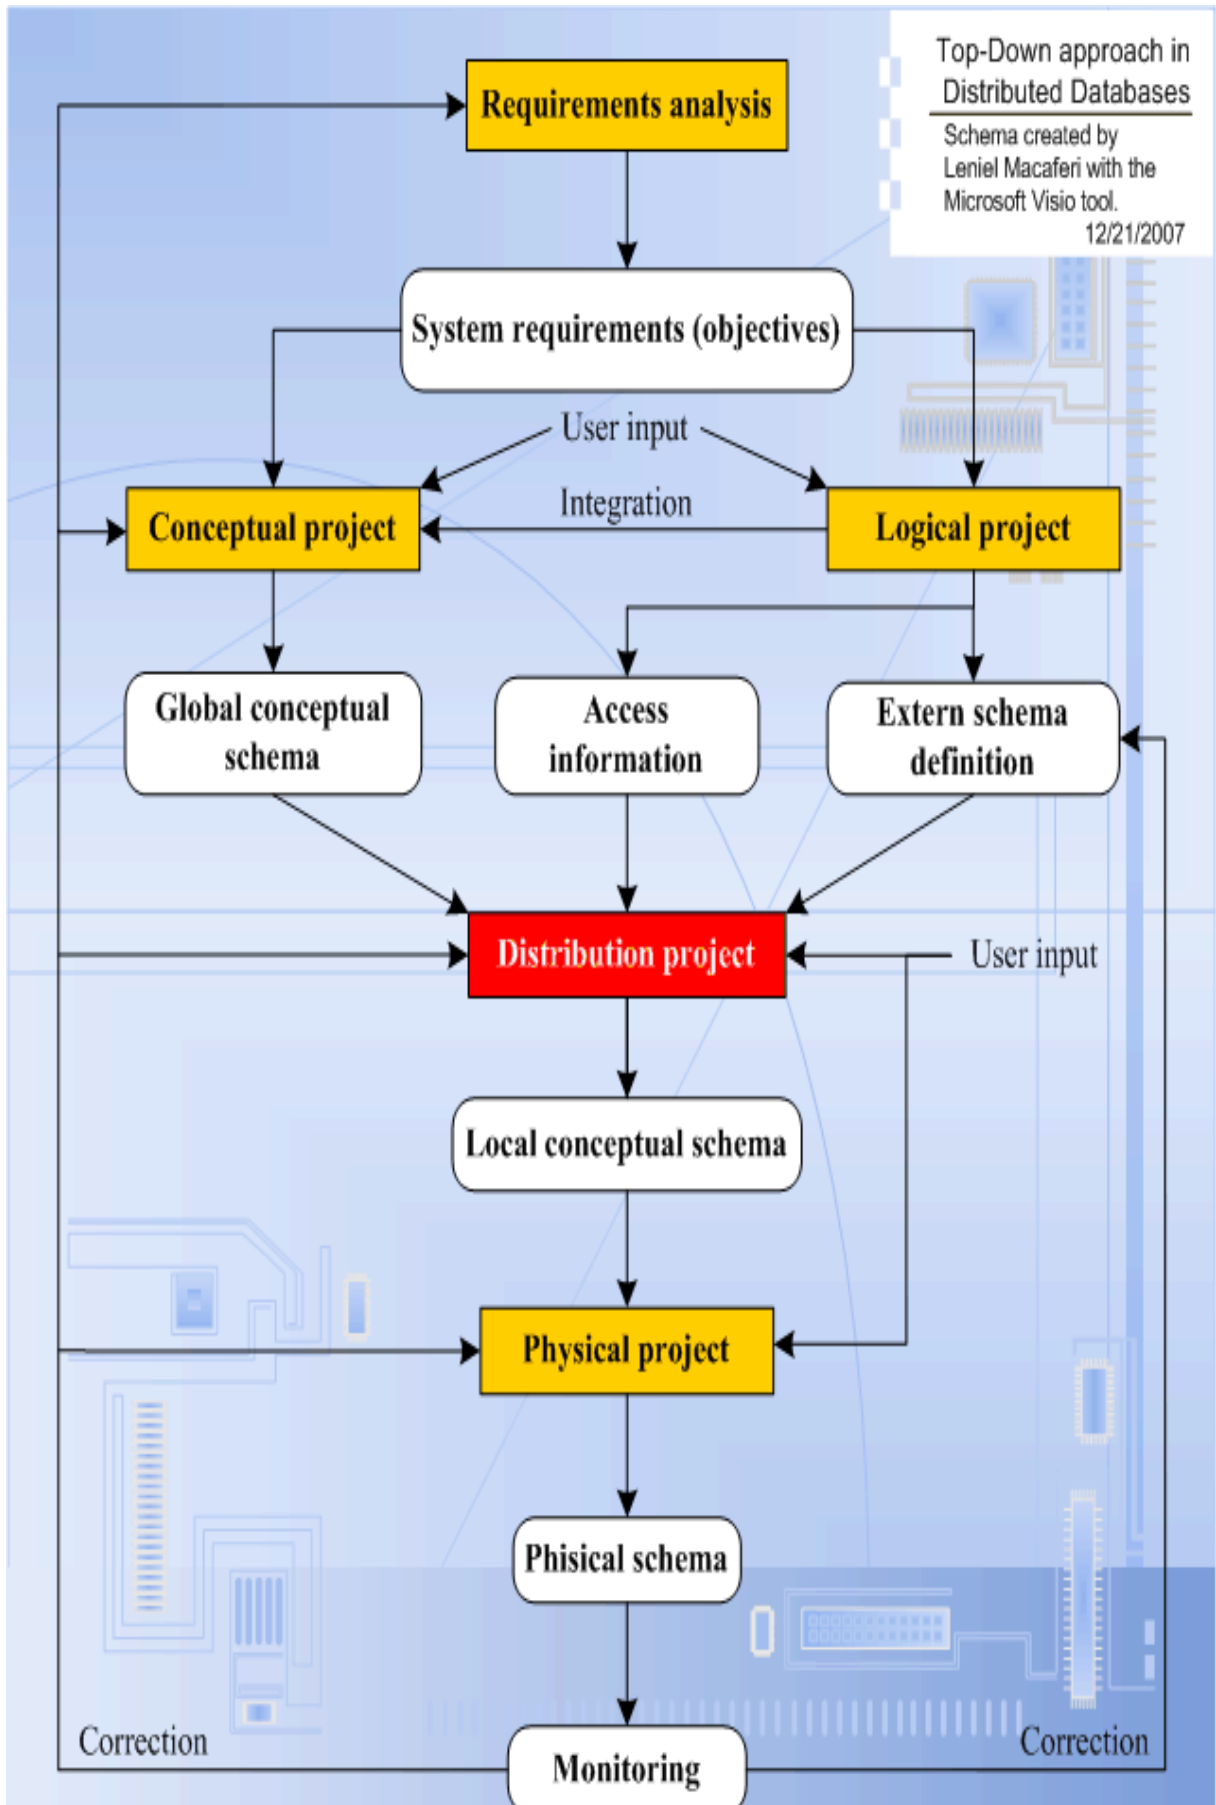 Top-Down approach in
Distributed Databases
Schema created by
Leniel Macaferi with the
Microsoft Visio tool.
12/21/2007
Requirements analysis
System requirements (objectives)
User input
Integration
Conceptual project
Logical project
Global conceptual
schema
Access
information
Extern schema
definition
Distribution project
User input
Local conceptual schema
Physical project
Phisical schema
Correction
Correction
Monitoring